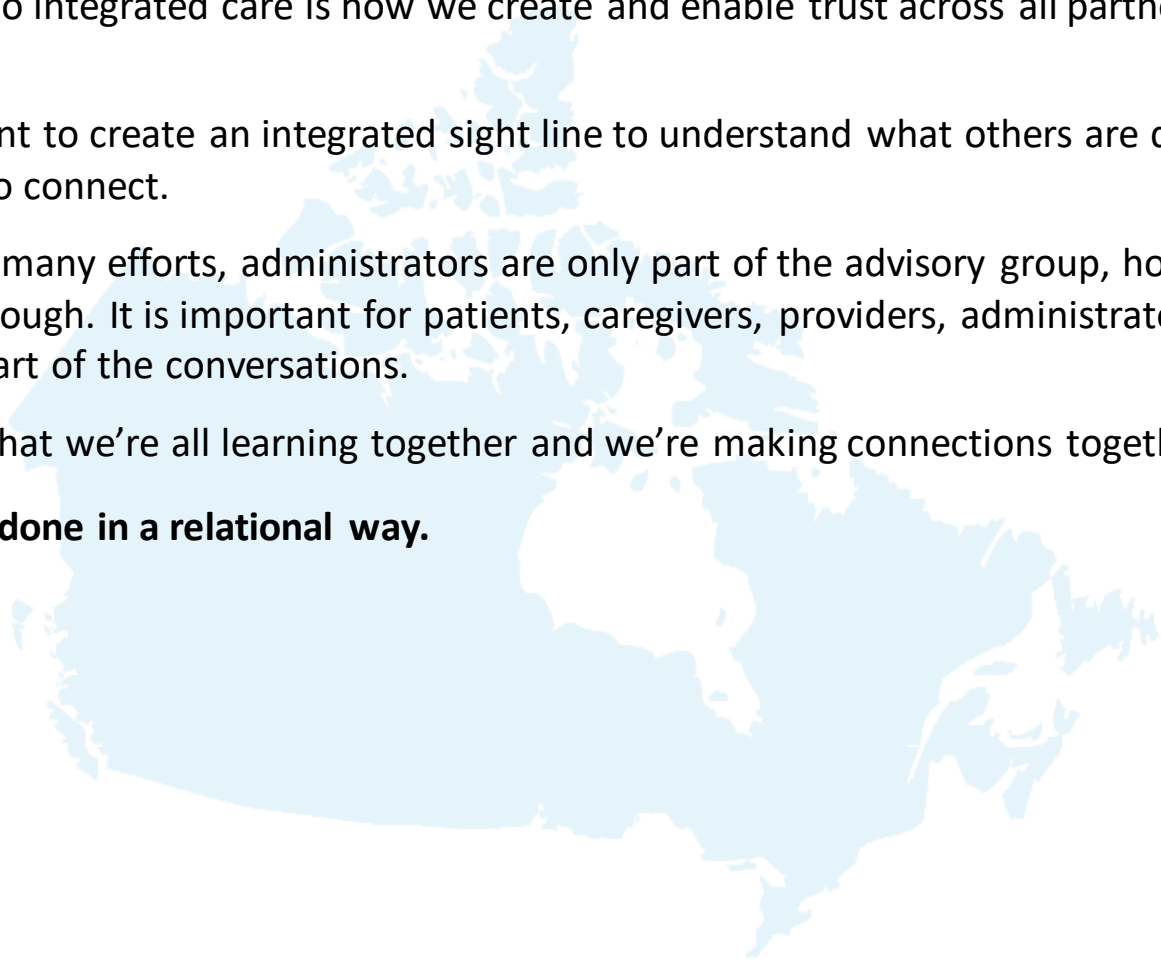 o integrated care is how we create and enable trust across all partne
nt to create an integrated sight line to understand what others are d
o connect.
many efforts, administrators are only part of the advisory group, ho
ough. It is important for patients, caregivers, providers, administrat
art of the conversations.
hat we’re all learning together and we’re making connections togeth
done in a relational way.